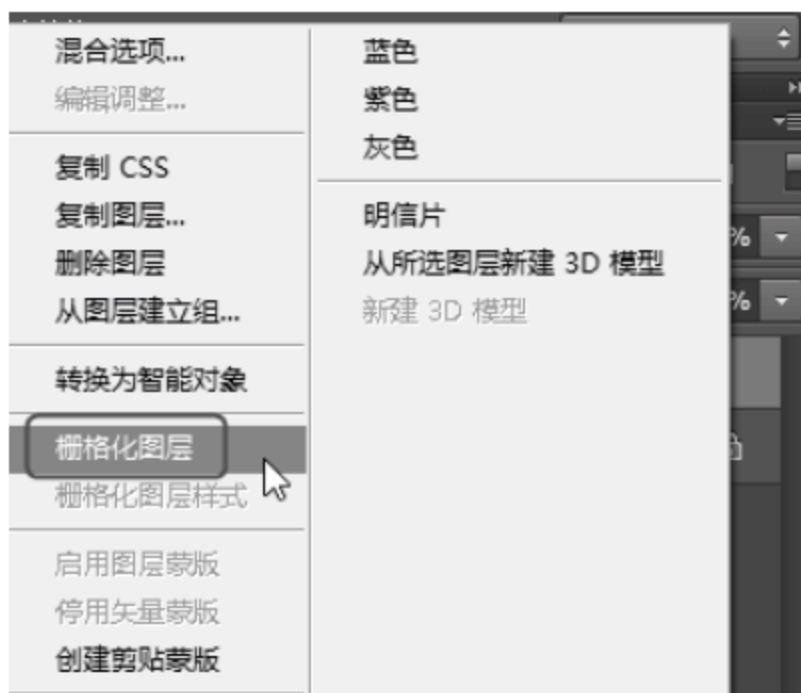 混合选项...
编辑调整...
复制 CSS
复制图层...
删除图层
从图层建立组...
转换为智能对象
栅格化图层
栅格化图层样式
启用图层蒙版
停用矢量蒙版
创建剪贴蒙版
蓝色
紫色
灰色
明信片
从所选图层新建 3D 模型
新建 3D 模型
%
%